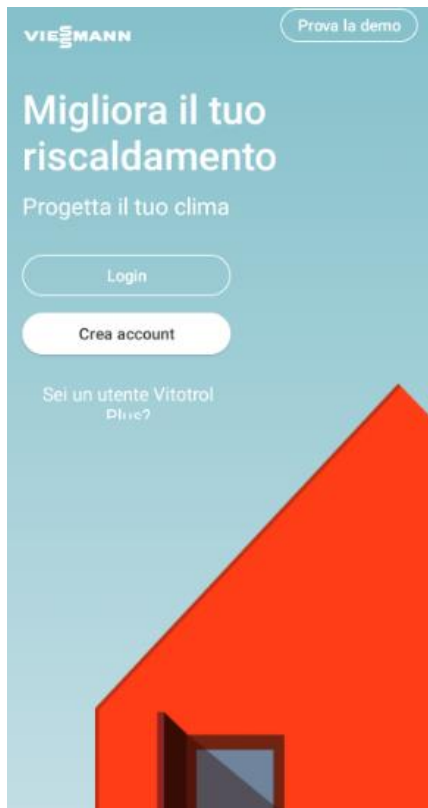 VIESSMANN
Prova la demo
Migliora il tuo
riscaldamento
Progetta il tuo clima
Login
Crea account
Sei un utente Vitotrol
Plus?